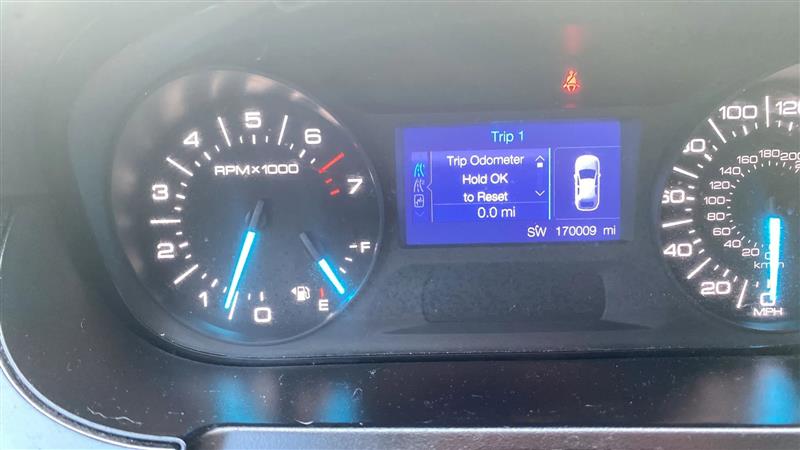 Trip 1
Trip Odometer
Hold OK
to Reset
0.0 mi
SW 170009 mi
RPM×1000
0
1
2
3
4
5
6
7
F
E
0
20
40
60
80
100
120
0
20
40
60
80
100
120
140
160
180
200
km/h
MPH